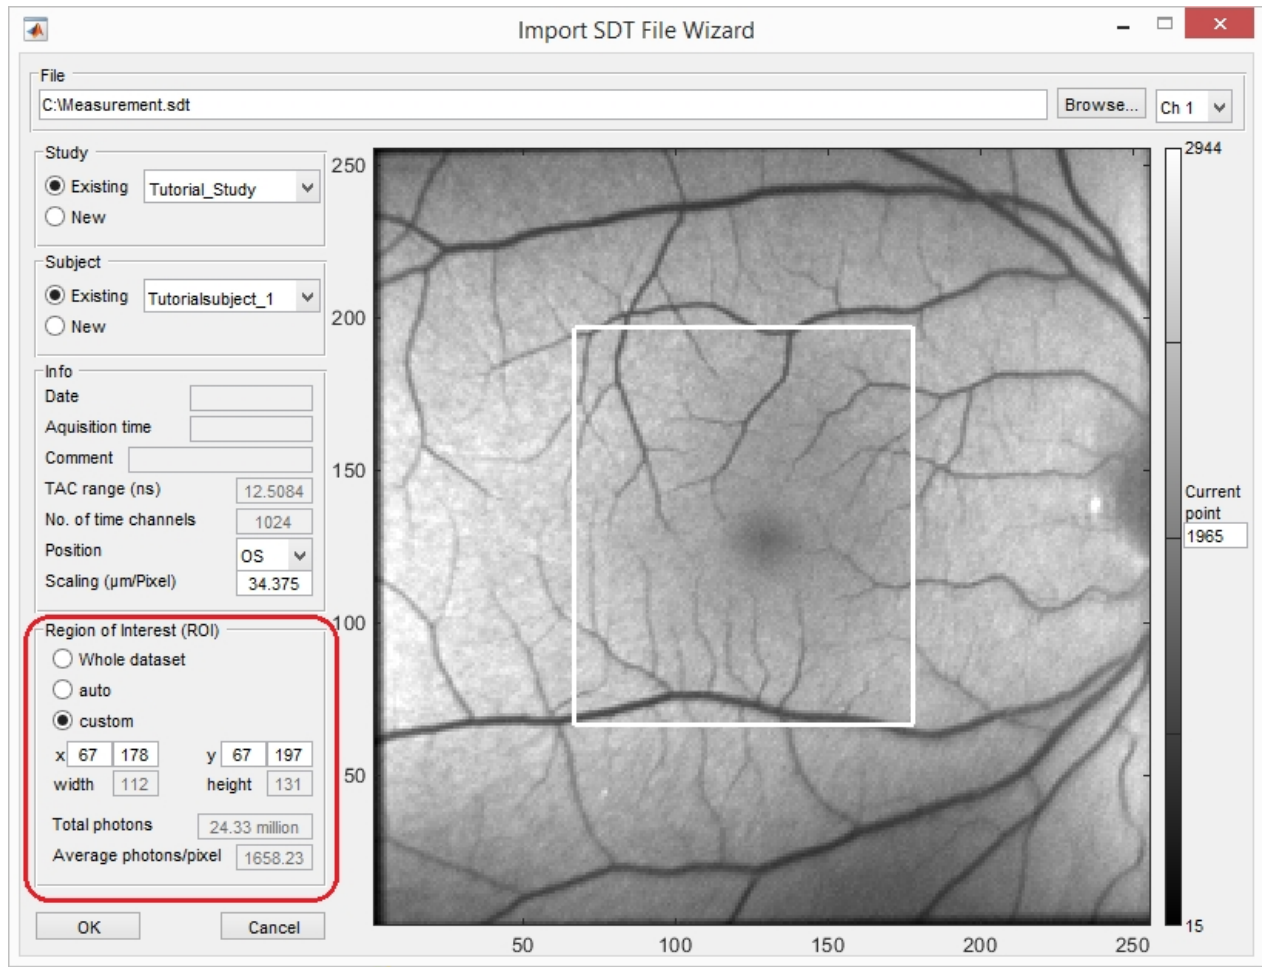 Import SDT File Wizard
File
C:\Measurement.sdt
Browse...
Ch 1
Study
Existing
Tutorial_Study
New
Subject
Existing
Tutorialsubject_1
New
Info
Date
Aquisition time
Comment
TAC range (ns)
12.5084
No. of time channels
1024
Position
OS
Scaling (µm/Pixel)
34.375
Region of Interest (ROI)
Whole dataset
auto
custom
x 67 178 y 67 197
width 112 height 131
Total photons
24.33 million
Average photons/pixel
1658.23
OK
Cancel
250
200
150
100
50
50 100 150 200 250
2944
Current
point
1965
15